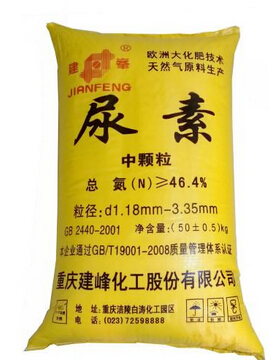 欧洲大化肥技术
天然气原料生产
建峯®
JIANFENG
尿素
中颗粒
总 氮(N)≥46.4%
粒径:d1.18mm-3.35mm
GB 2440-2001 净含量:(50±0.5)kg
本企业通过GB/T19001-2008质量管理体系认证
重庆建峰化工股份有限公司
地 址:重庆涪陵白涛化工园区
电 话:(023)72598888